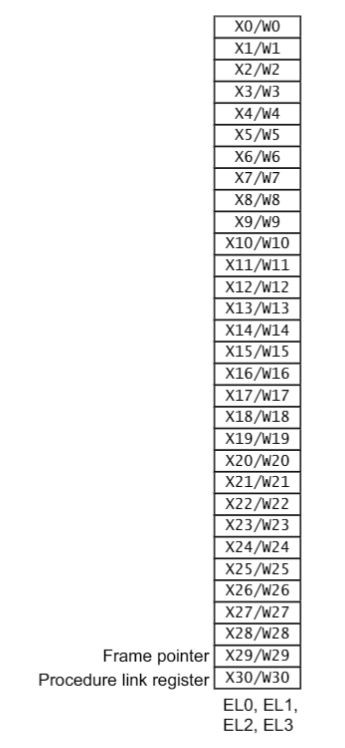 X0/W0
X1/W1
X2/W2
X3/W3
X4/W4
X5/W5
X6/W6
X7/W7
X8/W8
X9/W9
X10/W10
X11/W11
X12/W12
X13/W13
X14/W14
X15/W15
X16/W16
X17/W17
X18/W18
X19/W19
X20/W20
X21/W21
X22/W22
X23/W23
X24/W24
X25/W25
X26/W26
X27/W27
X28/W28
Frame pointer X29/W29
Procedure link register X30/W30
EL0, EL1,
EL2, EL3